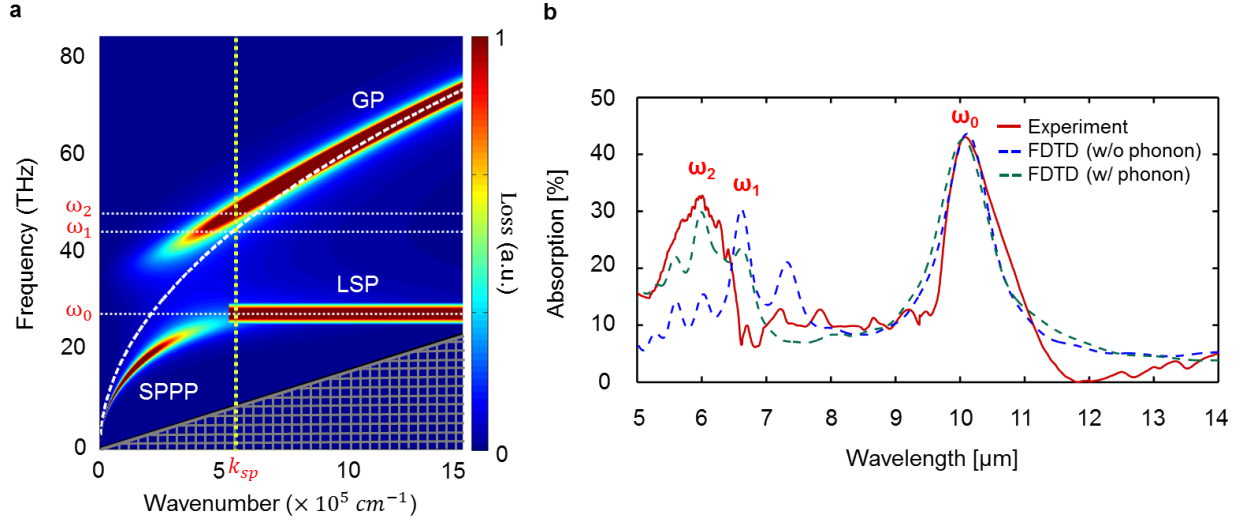 a
80
60
40
20
0
Frequency (THz)
ω₂
ω₁
ω₀
GP
LSP
SPPP
0
5
10
15
k_sp
Wavenumber (× 10⁵ cm⁻¹)
1
0
Loss (a.u.)
b
50
40
30
20
10
0
Absorption [%]
ω₂
ω₁
ω₀
Experiment
FDTD (w/o phonon)
FDTD (w/ phonon)
5
6
7
8
9
10
11
12
13
14
Wavelength [µm]